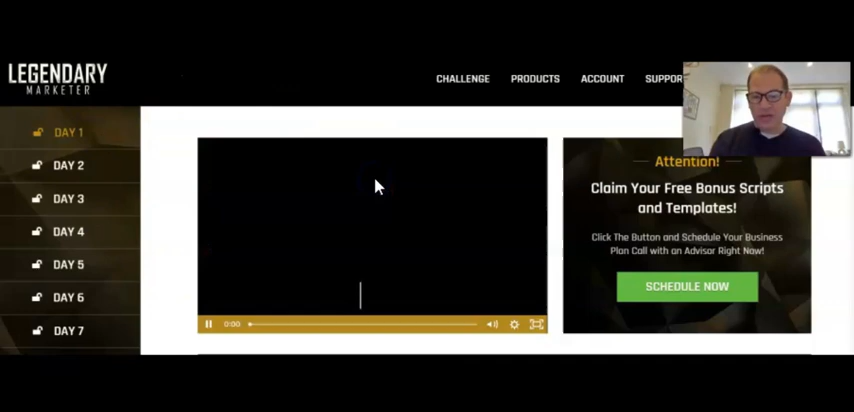 LEGENDARY
MARKETER
CHALLENGE
PRODUCTS
ACCOUNT
SUPPOR
DAY 1
DAY 2
DAY 3
DAY 4
DAY 5
DAY 6
DAY 7
0:00
Attention!
Claim Your Free Bonus Scripts
and Templates!
Click The Button and Schedule Your Business
Plan Call with an Advisor Right Now!
SCHEDULE NOW